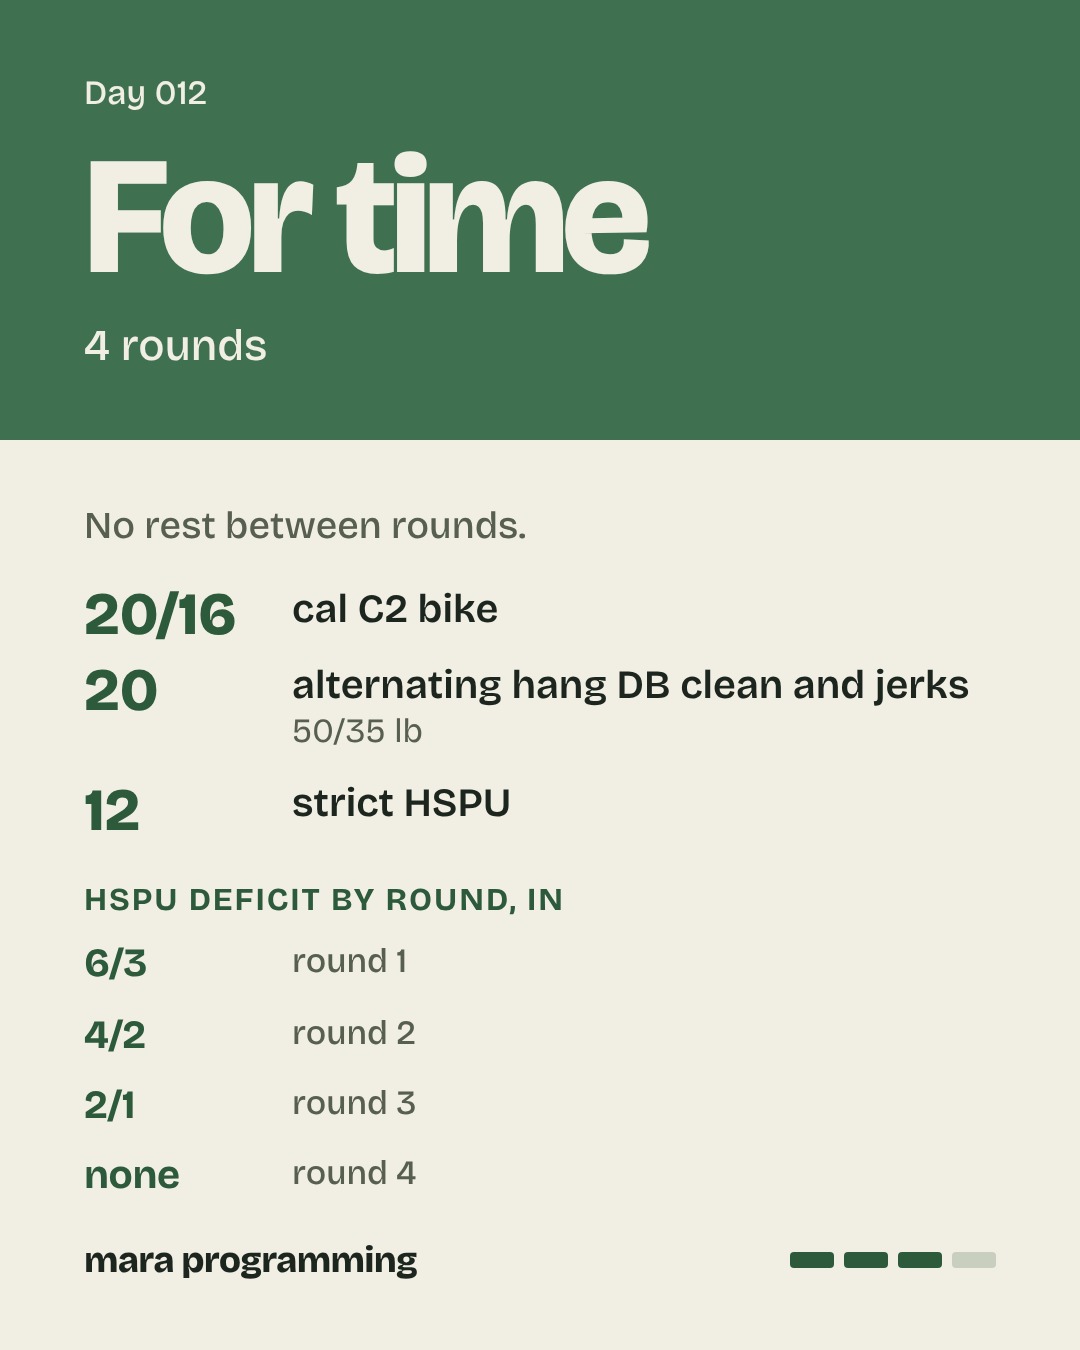 Day 012
For time
4 rounds
No rest between rounds.
20/16 cal C2 bike
20 alternating hang DB clean and jerks
50/35 lb
12 strict HSPU
HSPU DEFICIT BY ROUND, IN
6/3 round 1
4/2 round 2
2/1 round 3
none round 4
mara programming